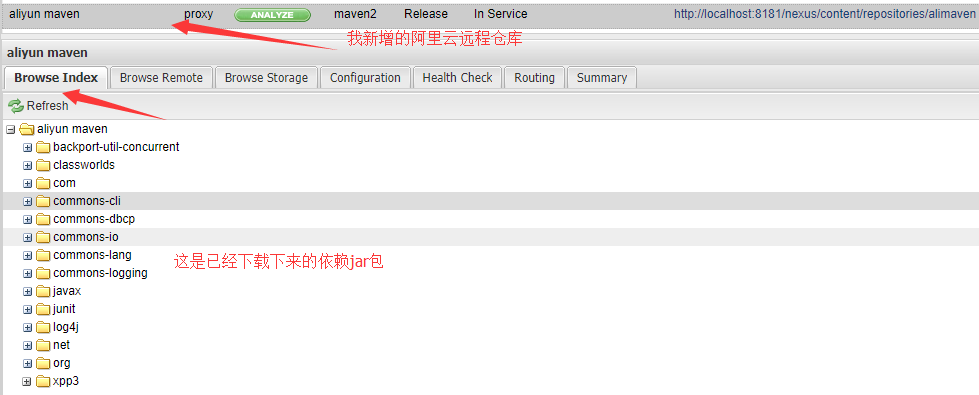 aliyun maven proxy ANALYZE maven2 Release In Service http://localhost:8181/nexus/content/repositories/alimaven
我新增的阿里云远程仓库
aliyun maven
Browse Index Browse Remote Browse Storage Configuration Health Check Routing Summary
Refresh
aliyun maven
backport-util-concurrent
classworlds
com
commons-cli
commons-dbcp
commons-io
commons-lang
这是已经下载下来的依赖jar包
commons-logging
javax
junit
log4j
net
org
xpp3